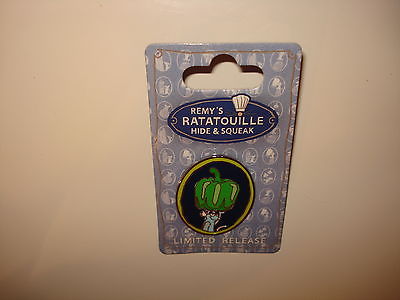 REMY'S
RATATOUILLE
HIDE & SQUEAK
LIMITED RELEASE